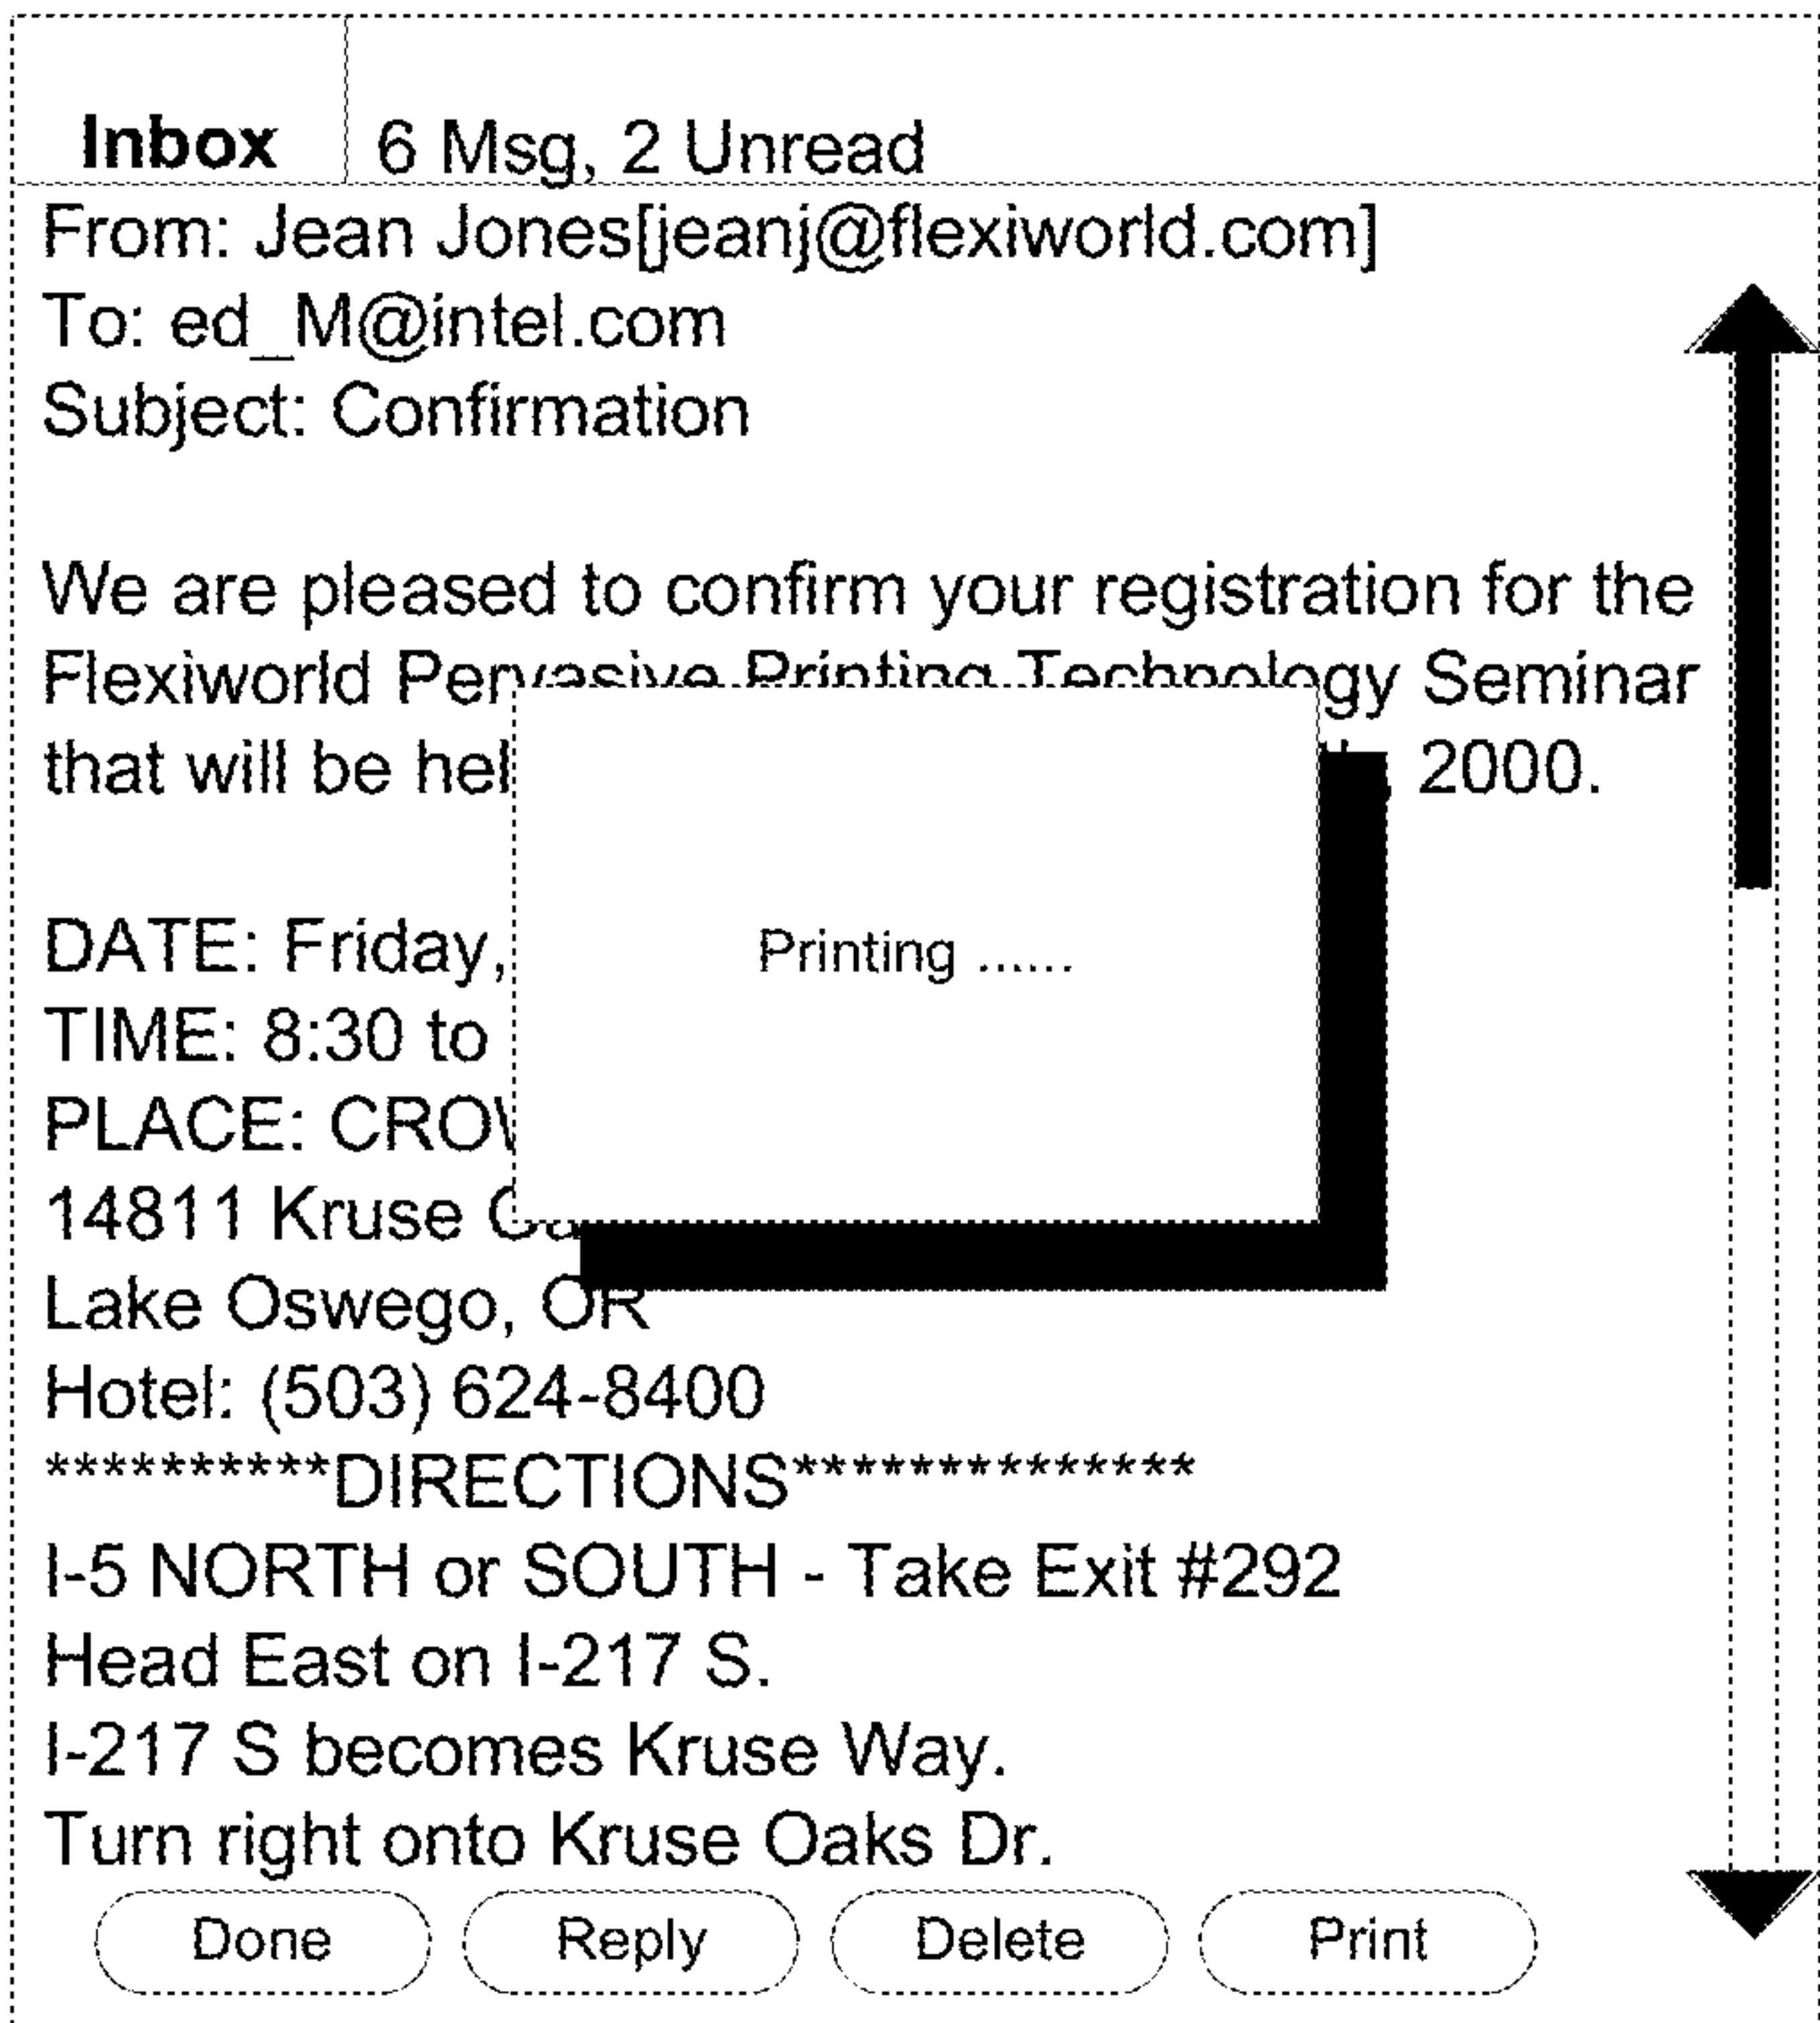 Inbox 6 Msg, 2 Unread
From: Jean Jones[jeanj@flexiworld.com]
To: ed_M@intel.com
Subject: Confirmation
We are pleased to confirm your registration for the
Flexiworld Pervasive Printing Technology Seminar
that will be 2000.
DATE: Friday,
Printing ......
TIME: 8:30 to
PLACE:
14811 Kruse
Lake Oswego, OR
Hotel: (503) 624-8400
**********DIRECTIONS**************
I-5 NORTH or SOUTH - Take Exit #292
Head East on I-217 S.
I-217 S becomes Kruse Way.
Turn right onto Kruse Oaks Dr.
Done Reply Delete Print